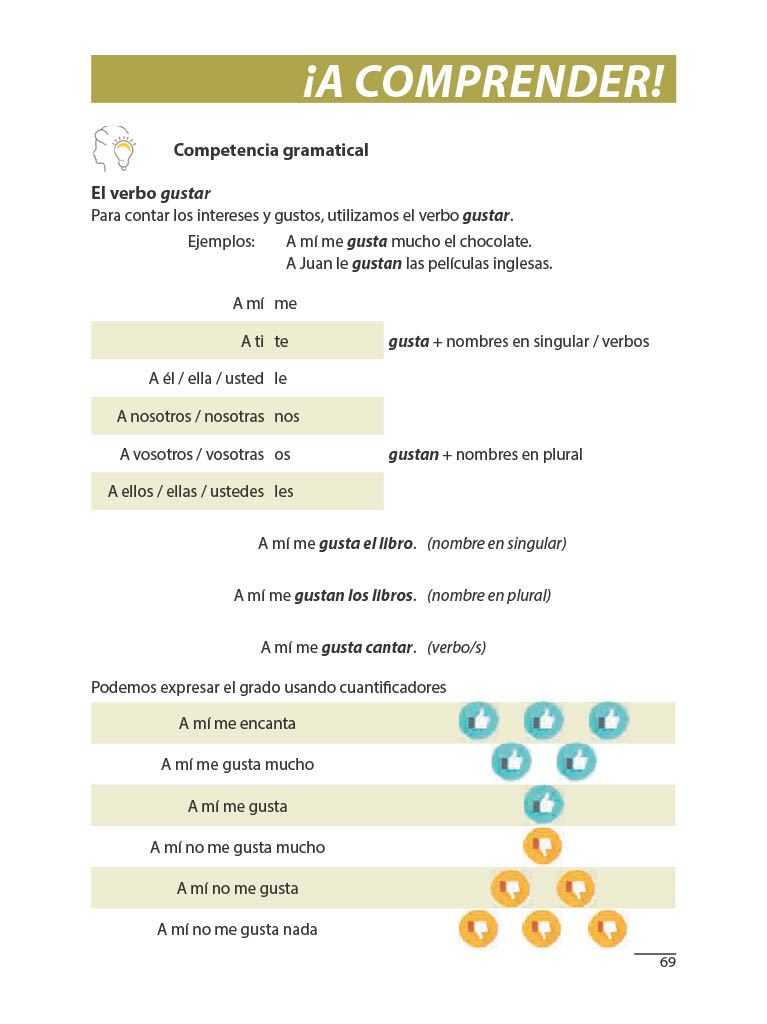 ¡A COMPRENDER!
Competencia gramatical
El verbo gustar
Para contar los intereses y gustos, utilizamos el verbo gustar.
Ejemplos: A mí me gusta mucho el chocolate.
A Juan le gustan las películas inglesas.
A mí me
A ti te gusta + nombres en singular / verbos
A él / ella / usted le
A nosotros / nosotras nos
A vosotros / vosotras os gustan + nombres en plural
A ellos / ellas / ustedes les
A mí me gusta el libro. (nombre en singular)
A mí me gustan los libros. (nombre en plural)
A mí me gusta cantar. (verbo/s)
Podemos expresar el grado usando cuantificadores
A mí me encanta
A mí me gusta mucho
A mí me gusta
A mí no me gusta mucho
A mí no me gusta
A mí no me gusta nada
69